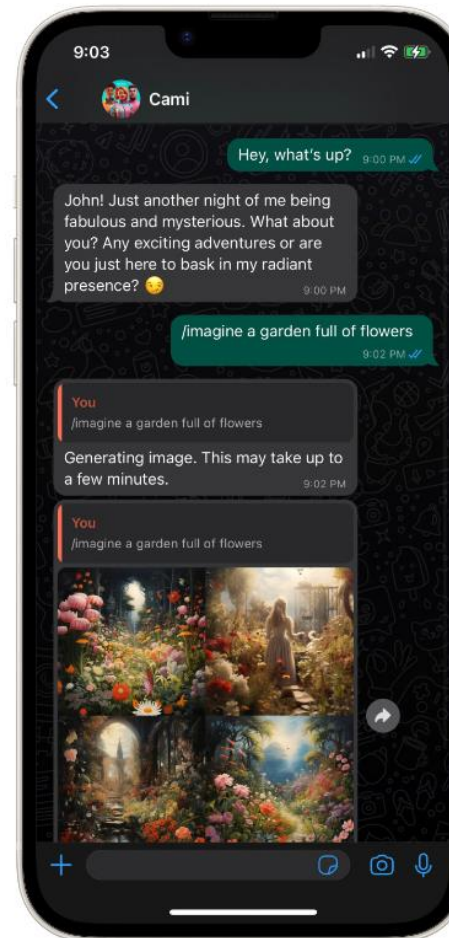 9:03
Cami
Hey, what's up?
9:00 PM
John! Just another night of me being
fabulous and mysterious. What about
you? Any exciting adventures or are
you just here to bask in my radiant
presence? 😏
9:00 PM
/imagine a garden full of flowers
9:02 PM
You
/imagine a garden full of flowers
Generating image. This may take up to
a few minutes.
9:02 PM
You
/imagine a garden full of flowers